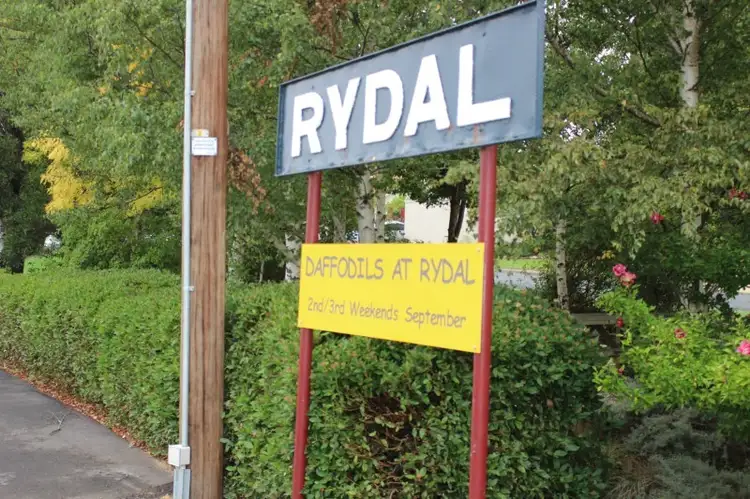 RYDAL
DAFFODILS AT RYDAL
2nd/3rd Weekends September